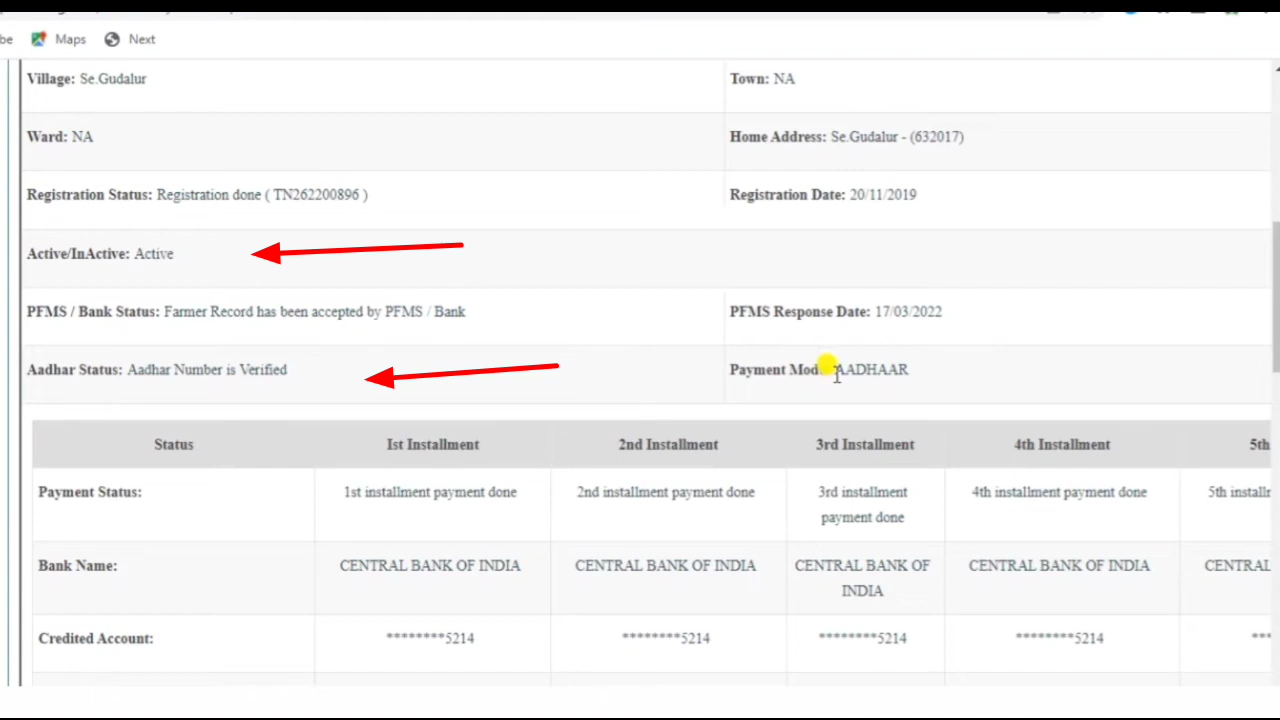 be Maps Next
Village: Se.Gudalur Town: NA
Ward: NA Home Address: Se.Gudalur - (632017)
Registration Status: Registration done ( TN262200896 ) Registration Date: 20/11/2019
Active/InActive: Active
PFMS / Bank Status: Farmer Record has been accepted by PFMS / Bank PFMS Response Date: 17/03/2022
Aadhar Status: Aadhar Number is Verified Payment Mod AADHAAR
Status Ist Installment 2nd Installment 3rd Installment 4th Installment 5th
Payment Status: 1st installment payment done 2nd installment payment done 3rd installment payment done 4th installment payment done 5th install
Bank Name: CENTRAL BANK OF INDIA CENTRAL BANK OF INDIA CENTRAL BANK OF INDIA CENTRAL BANK OF INDIA CENTRAL
Credited Account: ********5214 ********5214 ********5214 ********5214 ***